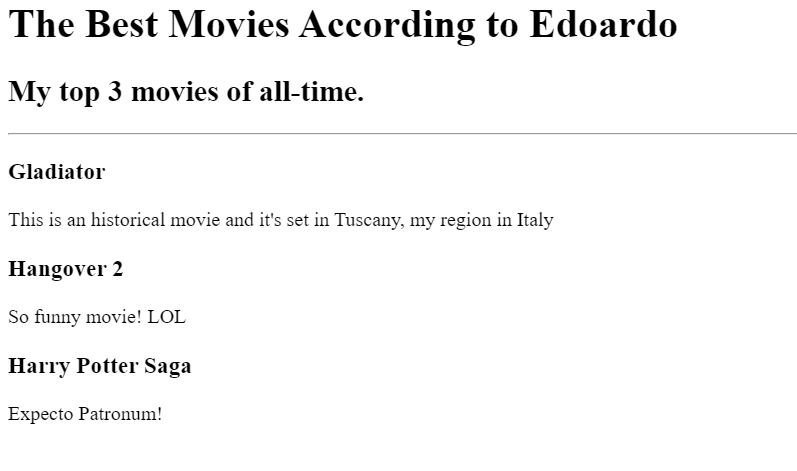 The Best Movies According to Edoardo
My top 3 movies of all-time.
Gladiator
This is an historical movie and it's set in Tuscany, my region in Italy
Hangover 2
So funny movie! LOL
Harry Potter Saga
Expecto Patronum!